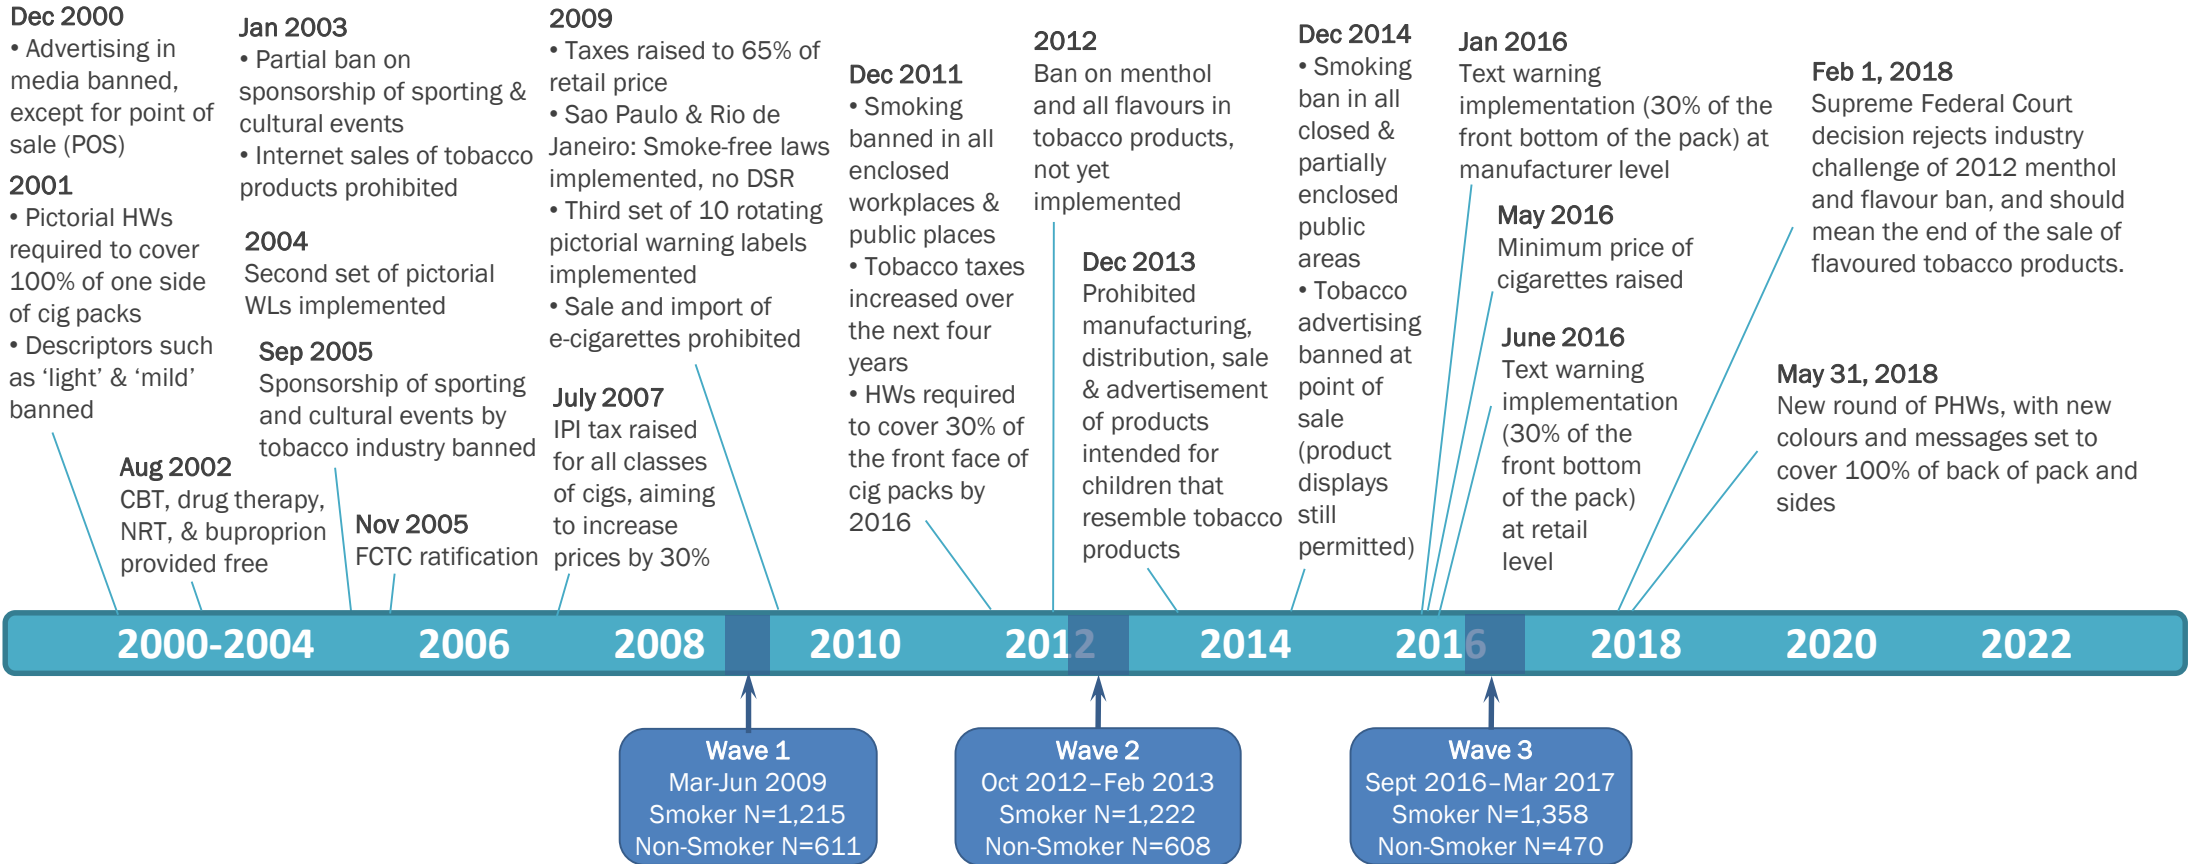 Dec 2000
• Advertising in
media banned,
except for point of
sale (POS)
2001
• Pictorial HWs
required to cover
100% of one side
of cig packs
• Descriptors such
as ‘light’ & ‘mild’
banned
Aug 2002
CBT, drug therapy,
NRT, & buproprion
provided free
Jan 2003
• Partial ban on
sponsorship of sporting &
cultural events
• Internet sales of tobacco
products prohibited
2004
Second set of pictorial
WLs implemented
Sep 2005
Sponsorship of sporting
and cultural events by
tobacco industry banned
Nov 2005
FCTC ratification
2009
• Taxes raised to 65% of
retail price
• Sao Paulo & Rio de
Janeiro: Smoke-free laws
implemented, no DSR
• Third set of 10 rotating
pictorial warning labels
implemented
• Sale and import of
e-cigarettes prohibited
July 2007
IPI tax raised
for all classes
of cigs, aiming
to increase
prices by 30%
Dec 2011
• Smoking
banned in all
enclosed
workplaces &
public places
• Tobacco taxes
increased over
the next four
years
• HWs required
to cover 30% of
the front face of
cig packs by
2016
2012
Ban on menthol
and all flavours in
tobacco products,
not yet
implemented
Dec 2013
Prohibited
manufacturing,
distribution, sale
& advertisement
of products
intended for
children that
resemble tobacco
products
Dec 2014
• Smoking
ban in all
closed &
partially
enclosed
public
areas
• Tobacco
advertising
banned at
point of
sale
(product
displays
still
permitted)
Jan 2016
Text warning
implementation (30% of the
front bottom of the pack) at
manufacturer level
May 2016
Minimum price of
cigarettes raised
June 2016
Text warning
implementation
(30% of the
front bottom
of the pack)
at retail
level
Feb 1, 2018
Supreme Federal Court
decision rejects industry
challenge of 2012 menthol
and flavour ban, and should
mean the end of the sale of
flavoured tobacco products.
May 31, 2018
New round of PHWs, with new
colours and messages set to
cover 100% of back of pack and
sides
2000-2004 2006 2008 2010 2012 2014 2016 2018 2020 2022
Wave 1
Mar-Jun 2009
Smoker N=1,215
Non-Smoker N=611
Wave 2
Oct 2012–Feb 2013
Smoker N=1,222
Non-Smoker N=608
Wave 3
Sept 2016–Mar 2017
Smoker N=1,358
Non-Smoker N=470